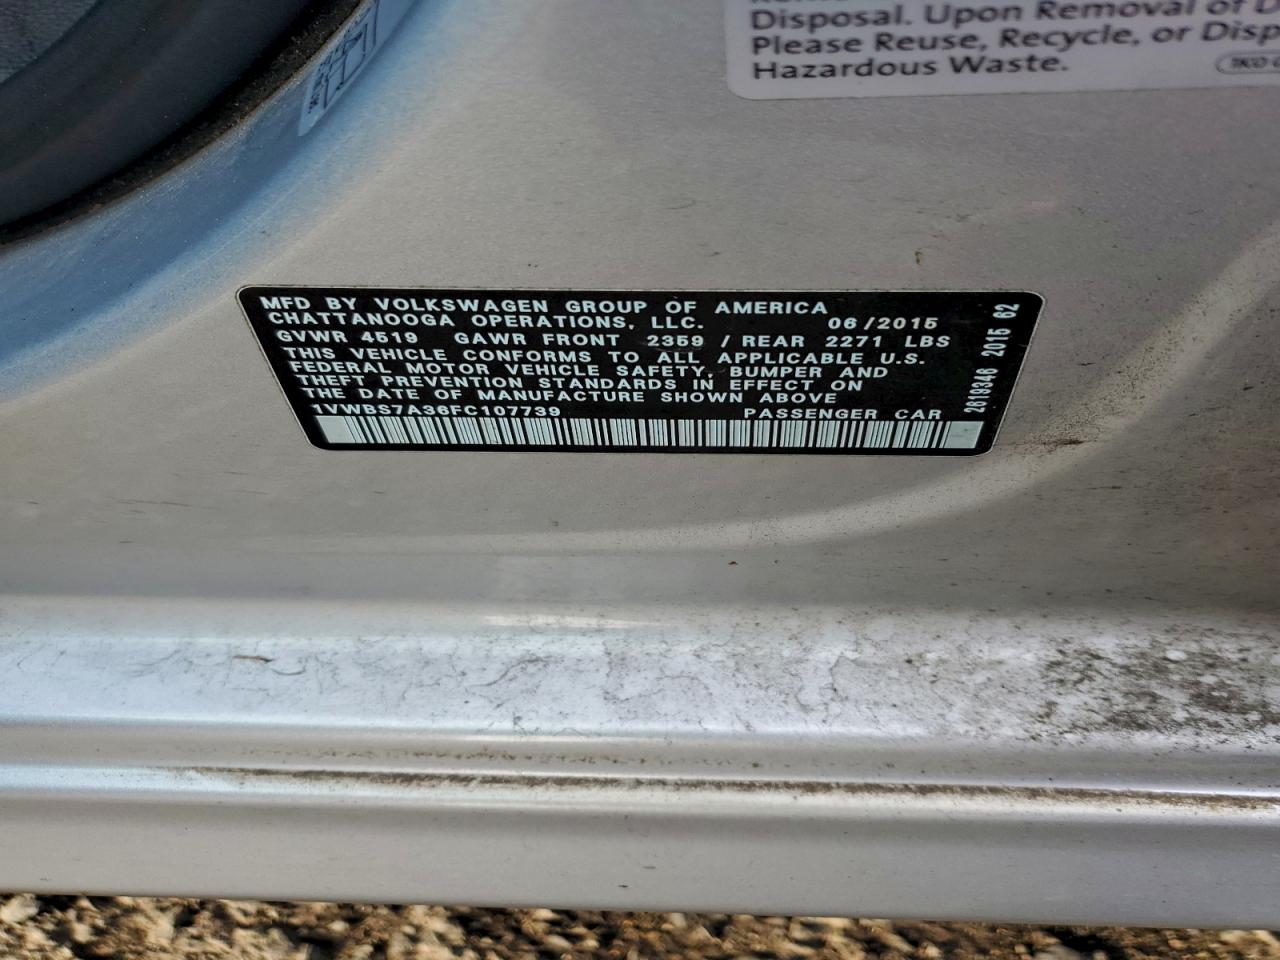 Disposal. Upon Removal of
Please Reuse, Recycle, or
Hazardous Waste.
MFD BY VOLKSWAGEN GROUP OF AMERICA
CHATTANOOGA OPERATIONS, LLC. 06/2015
GVWR 4519 GAWR FRONT 2359 / REAR 2271 LBS
THIS VEHICLE CONFORMS TO ALL APPLICABLE U.S.
FEDERAL MOTOR VEHICLE SAFETY, BUMPER AND
THEFT PREVENTION STANDARDS IN EFFECT ON
THE DATE OF MANUFACTURE SHOWN ABOVE
1VWBS7A36FC107739 PASSENGER CAR
2619346 2015 62